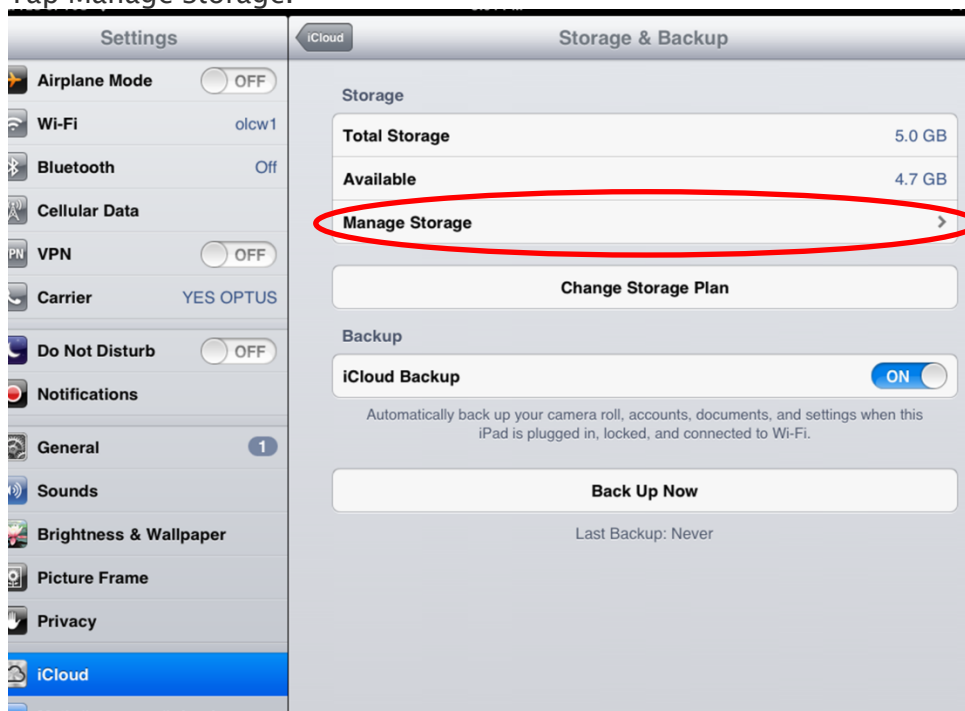 Tap Manage Storage.
Settings
Airplane Mode OFF
Wi-Fi olcw1
Bluetooth Off
Cellular Data
VPN OFF
Carrier YES OPTUS
Do Not Disturb OFF
Notifications
General 1
Sounds
Brightness & Wallpaper
Picture Frame
Privacy
iCloud
iCloud Storage & Backup
Storage
Total Storage 5.0 GB
Available 4.7 GB
Manage Storage
Change Storage Plan
Backup
iCloud Backup ON
Automatically back up your camera roll, accounts, documents, and settings when this
iPad is plugged in, locked, and connected to Wi-Fi.
Back Up Now
Last Backup: Never